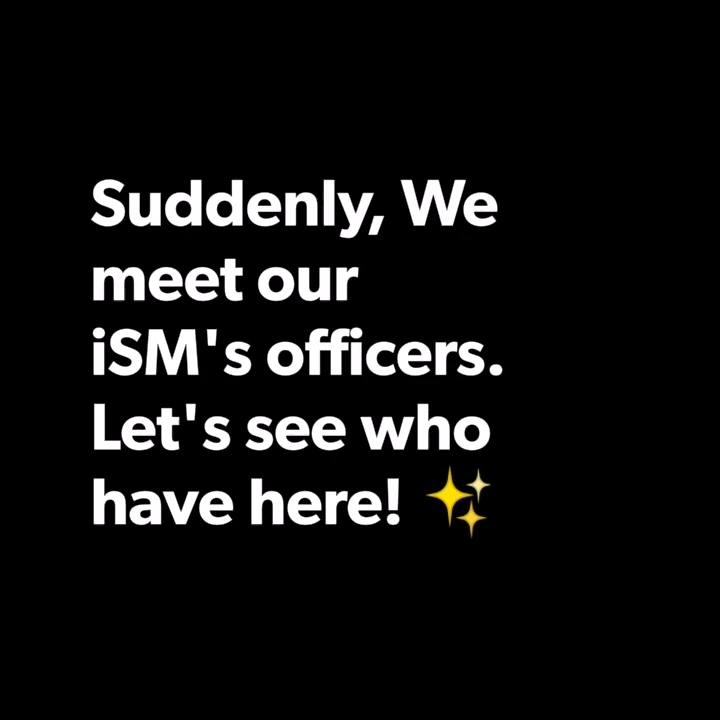 Suddenly, We
meet our
iSM's officers.
Let's see who
have here! ✨